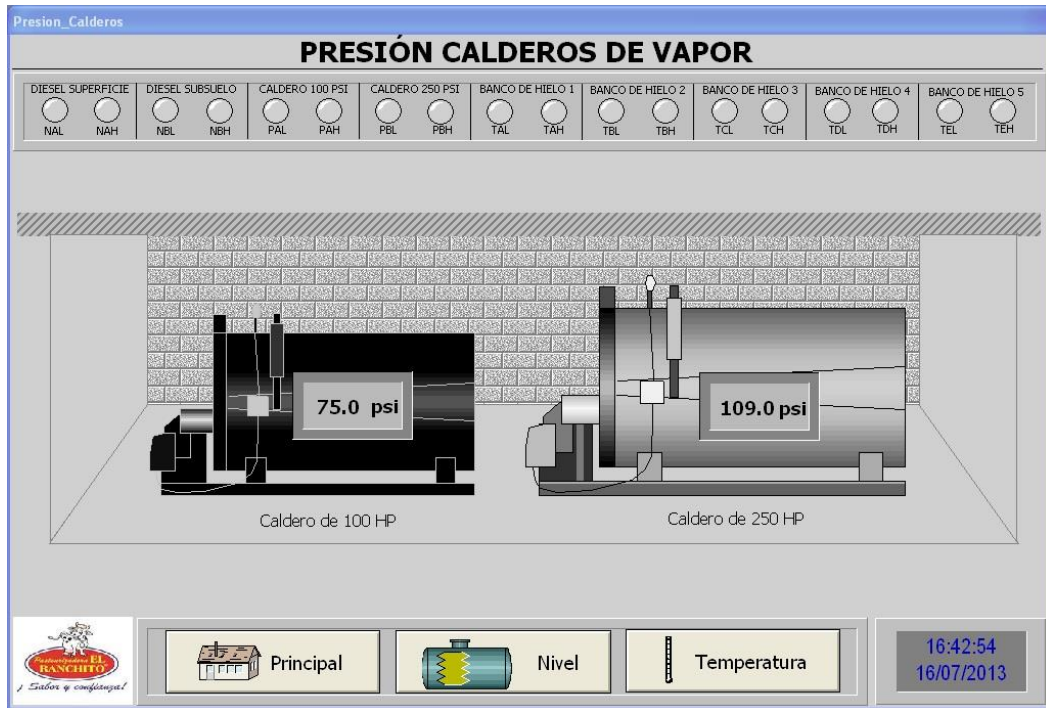 Presion_Calderos
PRESIÓN CALDEROS DE VAPOR
DIESEL SUPERFICIE DIESEL SUBSUELO CALDERO 100 PSI CALDERO 250 PSI BANCO DE HIELO 1 BANCO DE HIELO 2 BANCO DE HIELO 3 BANCO DE HIELO 4 BANCO DE HIELO 5
NAL NAH NBL NBH PAL PAH PBL PBH TAL TAH TBL TBH TCL TCH TDL TDH TEL TEH
75.0 psi
109.0 psi
Caldero de 100 HP
Caldero de 250 HP
Pasteurizadora EL
RANCHITO
¡ Sabor y confianza!
Principal
Nivel
Temperatura
16:42:54
16/07/2013